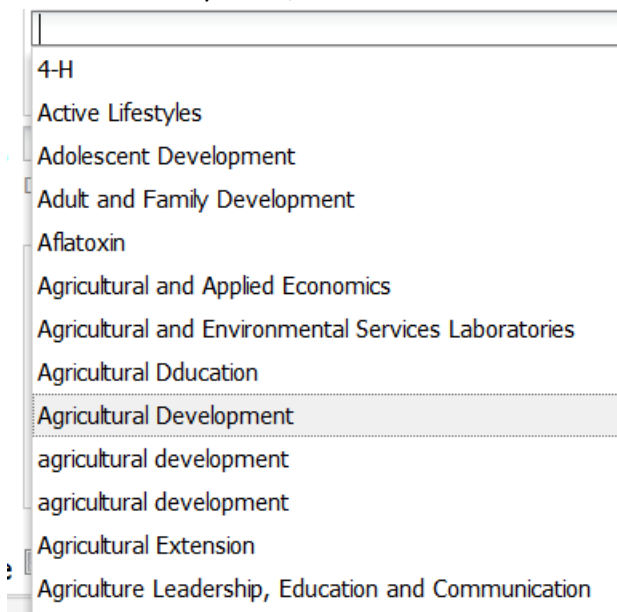 4-H
Active Lifestyles
Adolescent Development
Adult and Family Development
Aflatoxin
Agricultural and Applied Economics
Agricultural and Environmental Services Laboratories
Agricultural Dducation
Agricultural Development
agricultural development
agricultural development
Agricultural Extension
Agriculture Leadership, Education and Communication